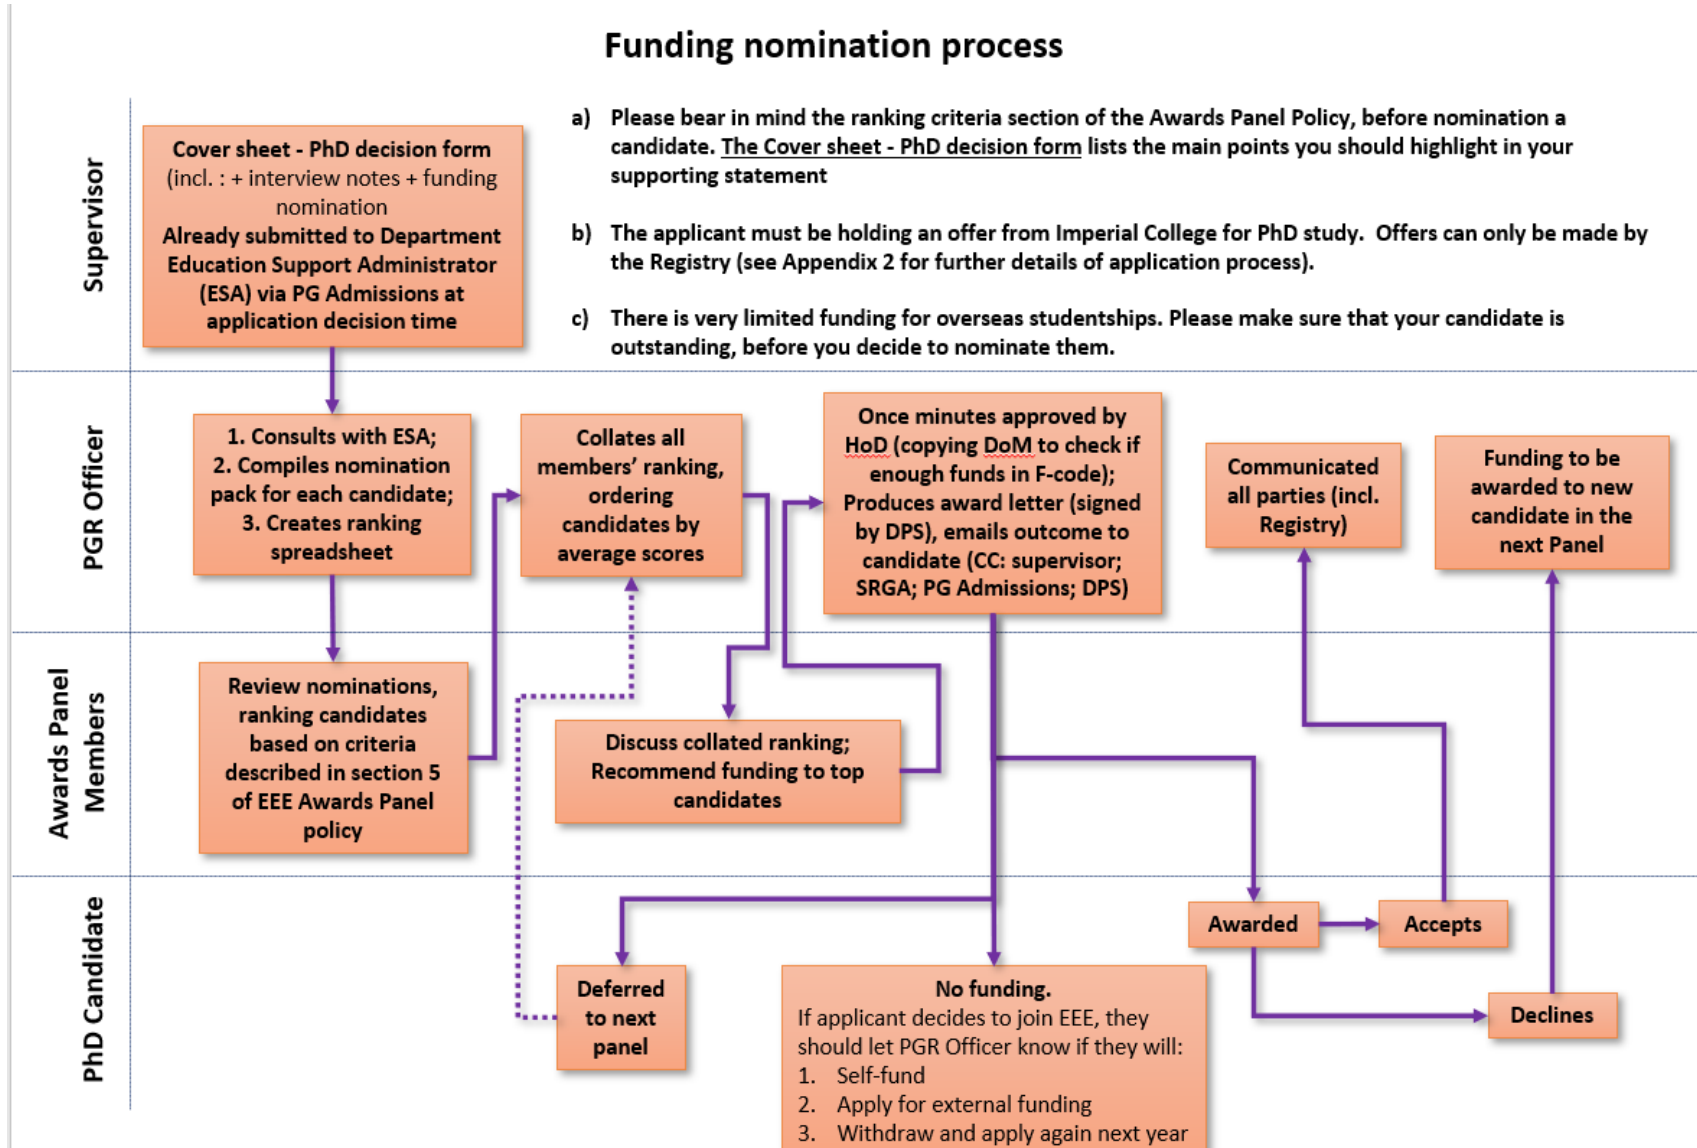 Funding nomination process
Supervisor
Cover sheet - PhD decision form
(incl. : + interview notes + funding
nomination
Already submitted to Department
Education Support Administrator
(ESA) via PG Admissions at
application decision time
a) Please bear in mind the ranking criteria section of the Awards Panel Policy, before nomination a
candidate. The Cover sheet - PhD decision form lists the main points you should highlight in your
supporting statement
b) The applicant must be holding an offer from Imperial College for PhD study. Offers can only be made by
the Registry (see Appendix 2 for further details of application process).
c) There is very limited funding for overseas studentships. Please make sure that your candidate is
outstanding, before you decide to nominate them.
PGR Officer
1. Consults with ESA;
2. Compiles nomination
pack for each candidate;
3. Creates ranking
spreadsheet
Collates all
members' ranking,
ordering
candidates by
average scores
Once minutes approved by
HoD (copying DoM to check if
enough funds in F-code);
Produces award letter (signed
by DPS), emails outcome to
candidate (CC: supervisor;
SRGA; PG Admissions; DPS)
Communicated
all parties (incl.
Registry)
Funding to be
awarded to new
candidate in the
next Panel
Awards Panel
Members
Review nominations,
ranking candidates
based on criteria
described in section 5
of EEE Awards Panel
policy
Discuss collated ranking;
Recommend funding to top
candidates
PhD Candidate
Deferred
to next
panel
No funding.
If applicant decides to join EEE, they
should let PGR Officer know if they will:
1. Self-fund
2. Apply for external funding
3. Withdraw and apply again next year
Awarded
Accepts
Declines